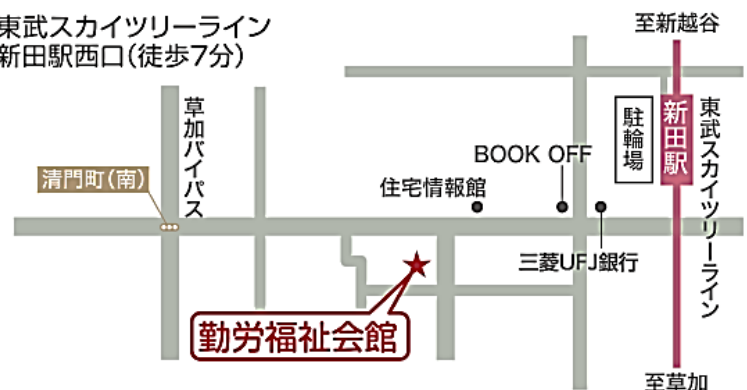 東武スカイツリーライン
新田駅西口(徒歩7分)
至新越谷
草加バイパス
駐輪場
新田駅
東武スカイツリーライン
BOOK OFF
清門町(南)
住宅情報館
三菱UFJ銀行
勤労福祉会館
至草加